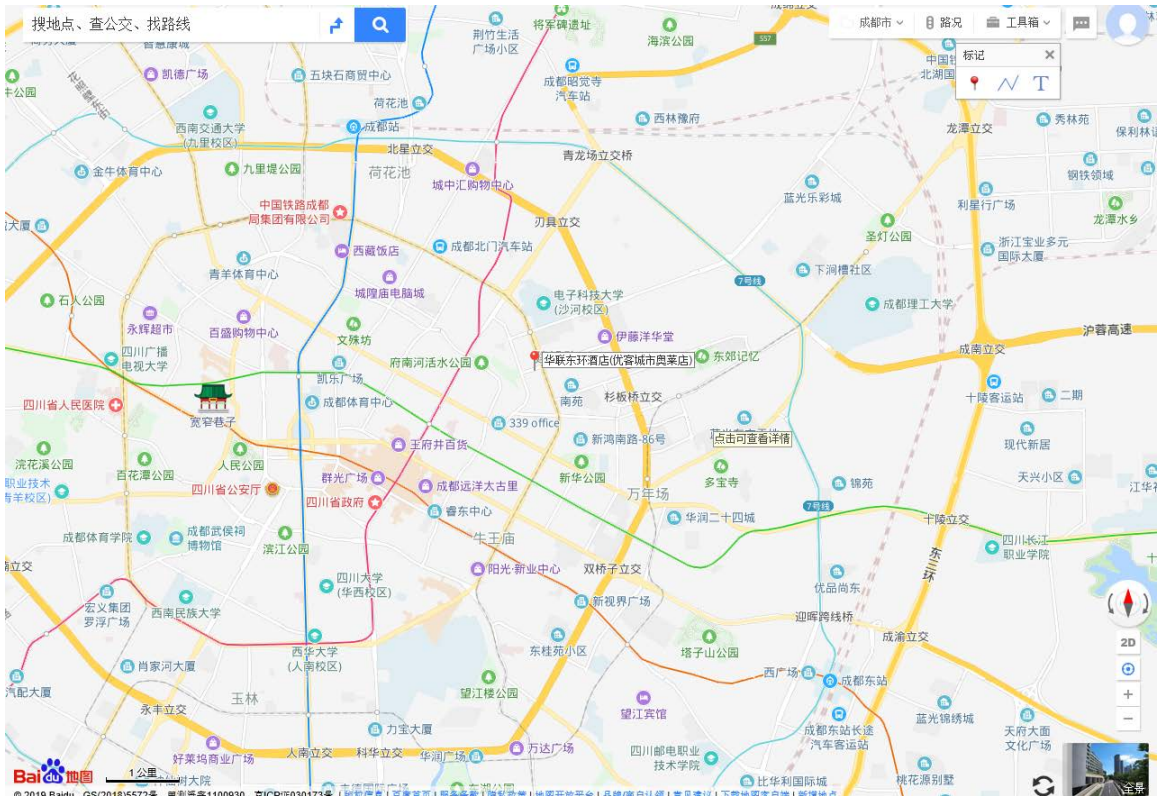 搜地点、查公交、找路线
成都市
路况
工具箱
标记
将军碑遗址
荆竹生活
广场小区
海滨公园
S57
凯德广场
五块石商贸中心
成都昭觉寺
汽车站
荷花池
西南交通大学
(九里校区)
成都站
西林豫府
龙潭立交
秀林苑
北星立交
青龙场立交桥
金牛体育中心
九里堤公园
荷花池
城中汇购物中心
蓝光乐彩城
钢铁领域
利星行广场
龙潭水乡
中国铁路成都
局集团有限公司
刃具立交
圣灯公园
西藏饭店
成都北门汽车站
浙江宝业多元
国际大厦
青羊体育中心
城隍庙电脑城
下涧槽社区
7号线
石人公园
电子科技大学
(沙河校区)
成都理工大学
永辉超市
百盛购物中心
文殊坊
伊藤洋华堂
沪蓉高速
四川广播
电视大学
府南河活水公园
华联东环酒店(优客城市奥莱店)
东郊记忆
成南立交
凯乐广场
南苑
杉板桥立交
十陵客运站
二期
四川省人民医院
宽窄巷子
成都体育中心
339 office
新鸿南路-86号
点击可查看详情
现代新居
王府井百货
浣花溪公园
百花潭公园
人民公园
群光广场
成都远洋太古里
新华公园
多宝寺
天兴小区
四川省公安厅
四川省政府
万年场
锦苑
7号线
睿东中心
华润二十四城
十陵立交
成都体育学院
成都武侯祠
博物馆
滨江公园
牛王庙
四川长江
职业学院
东三环
阳光·新业中心
双桥子立交
四川大学
(华西校区)
优品尚东
宏义集团
罗浮广场
西南民族大学
新视界广场
迎晖跨线桥
成渝立交
西华大学
(人南校区)
东桂苑小区
塔子山公园
2D
肖家河大厦
西广场
成都东站
汽配大厦
玉林
望江楼公园
望江宾馆
永丰立交
力宝大厦
成都东站长途
汽车客运站
蓝光锦绣城
天府大面
文化广场
好莱坞商业广场
人南立交
科华立交
华润广场
万达广场
四川邮电职业
技术学院
Bai du 地图
1公里
比华利国际城
桃花源别墅
全景
© 2019 Baidu